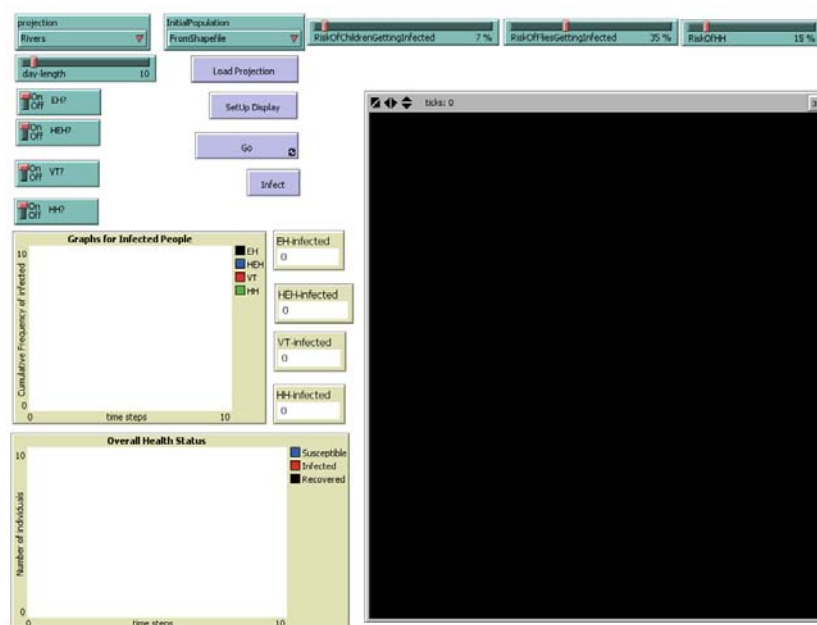 projection
Rivers
InitialPopulation
FromShapefile
RiskOfChildrenGettingInfected 7 %
RiskOfFliesGettingInfected 35 %
RiskOfHH 15 %
day-length 10
Load Projection
On
Off
EH?
SetUp Display
On
Off
HEH?
Go
On
Off
VT?
Infect
On
Off
HH?
ticks: 0
3
Graphs for Infected People
Cumulative Frequency of infected
10
0
0
time steps
10
EH
HEH
VT
HH
EH-infected
0
HEH-infected
0
VT-infected
0
HH-infected
0
Overall Health Status
Number of individuals
10
0
0
time steps
10
Susceptible
Infected
Recovered